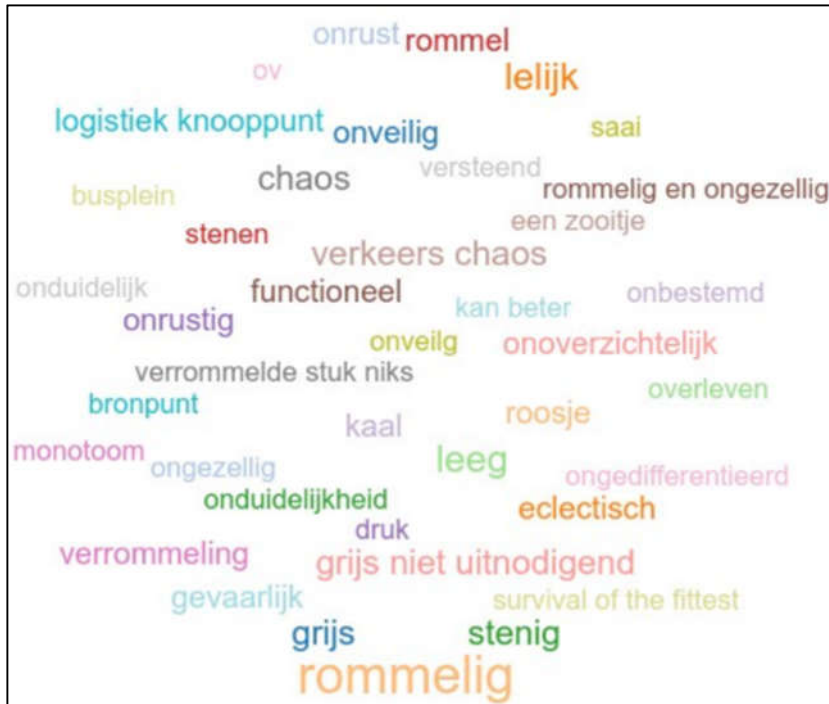 onrust rommel
ov
lelijk
logistiek knooppunt onveilig saai
chaos versteend
busplein rommelig en ongezellig
een zooitje
stenen verkeers chaos
onduidelijk functioneel kan beter onbestemd
onrustig
onveilg onoverzichtelijk
verrommelde stuk niks
bronpunt overleven
kaal roosje
monotoom
ongezellig leeg ongedifferentieerd
onduidelijkheid eclectisch
druk
verrommeling grijs niet uitnodigend
gevaarlijk survival of the fittest
grijs stenig
rommelig